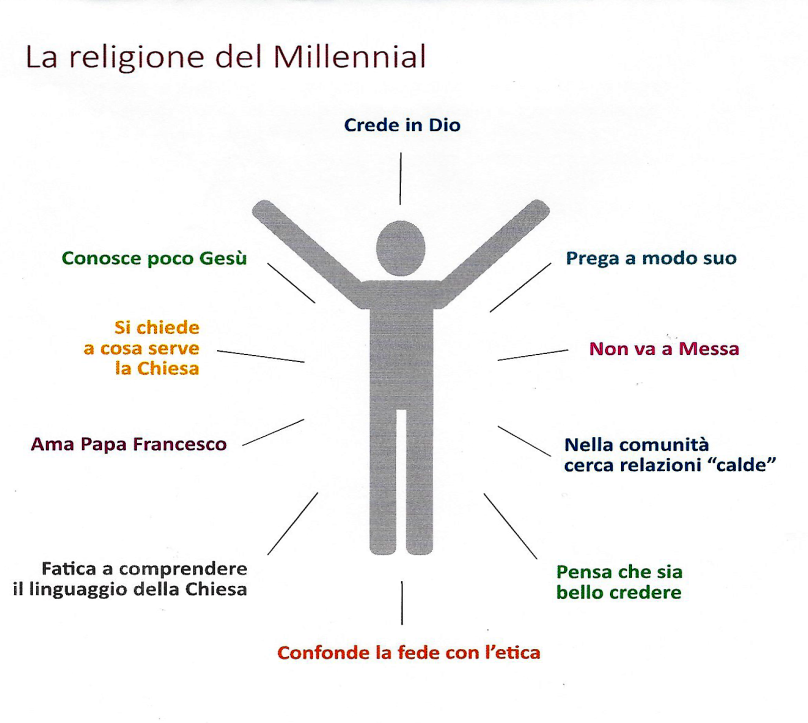 La religione del Millennial
Crede in Dio
Conosce poco Gesù
Prega a modo suo
Si chiede
a cosa serve
la Chiesa
Non va a Messa
Ama Papa Francesco
Nella comunità
cerca relazioni “calde”
Fatica a comprendere
il linguaggio della Chiesa
Pensa che sia
bello credere
Confonde la fede con l’etica